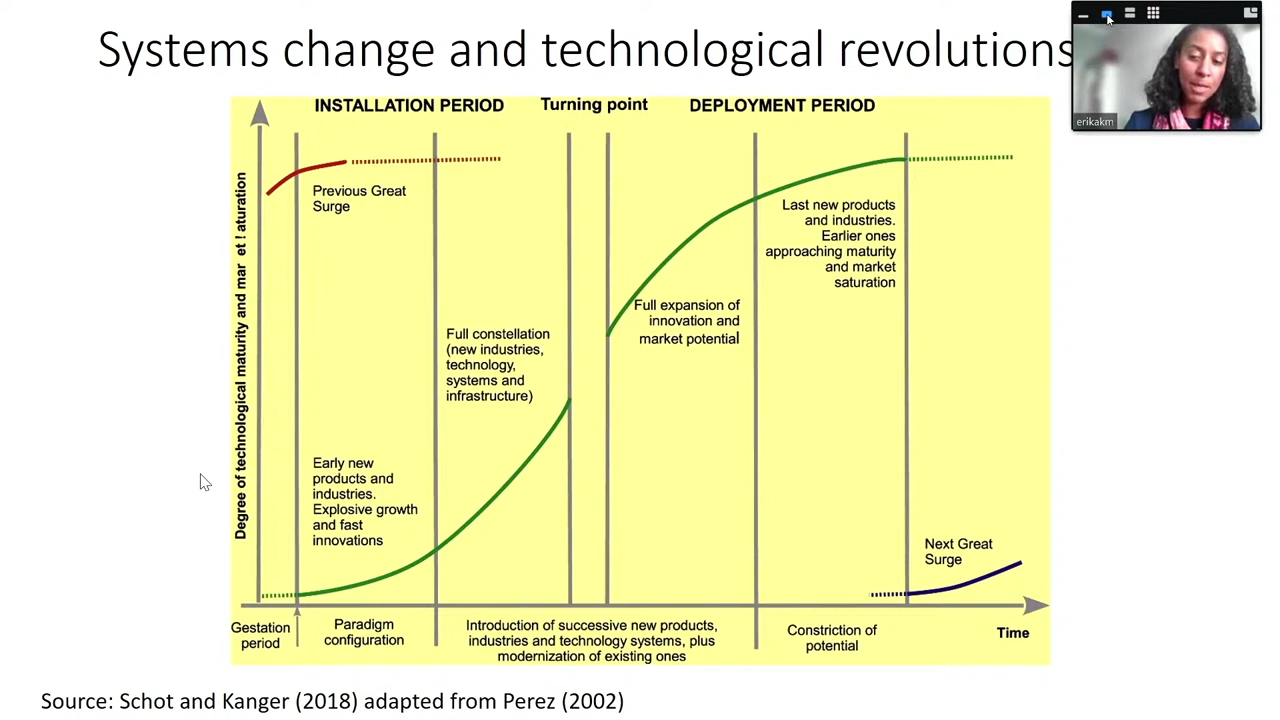 Systems change and technological revolutions
erikakm
INSTALLATION PERIOD
Turning point
DEPLOYMENT PERIOD
Degree of technological maturity and mar et ! aturation
Previous Great
Surge
Last new products
and industries.
Earlier ones
approaching maturity
and market
saturation
Full expansion of
innovation and
market potential
Full constellation
(new industries,
technology,
systems and
infrastructure)
Early new
products and
industries.
Explosive growth
and fast
innovations
Next Great
Surge
Gestation
period
Paradigm
configuration
Introduction of successive new products,
industries and technology systems, plus
modernization of existing ones
Constriction of
potential
Time
Source: Schot and Kanger (2018) adapted from Perez (2002)